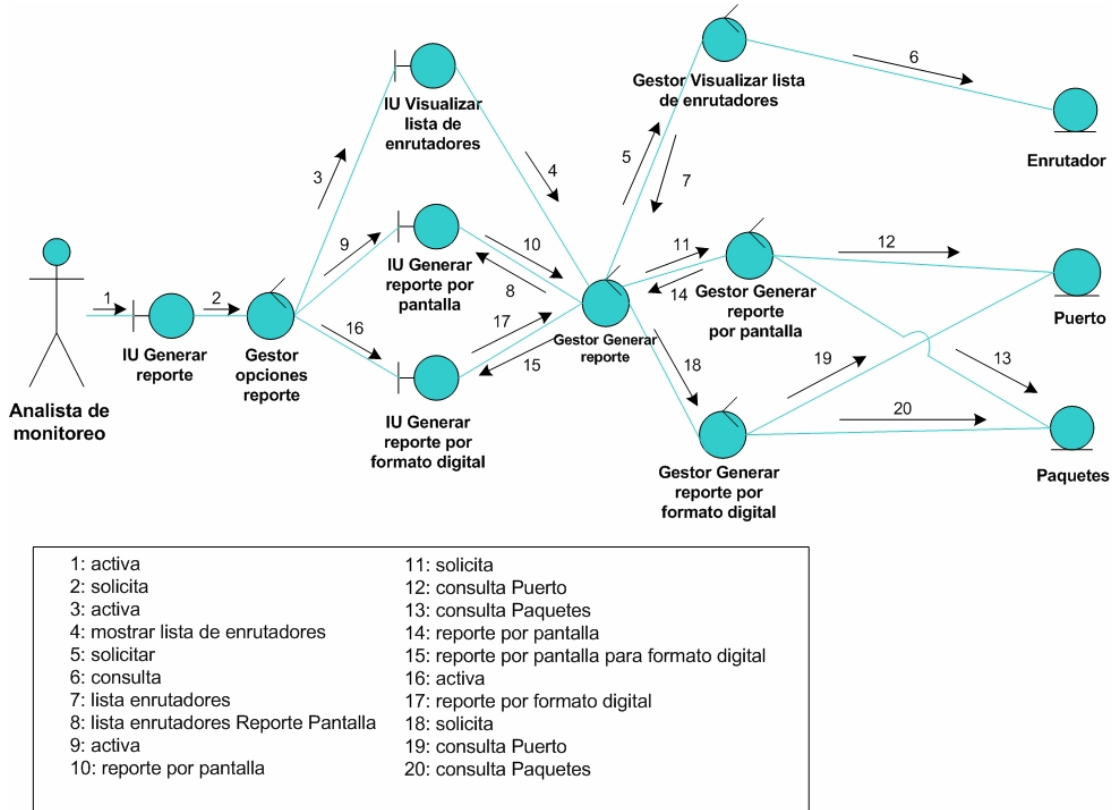 6
IU Visualizar
lista de
enrutadores
Gestor Visualizar lista
de enrutadores
Enrutador
3
4
5
7
9
10
11
12
IU Generar
reporte por
pantalla
8
14
Gestor Generar
reporte
por pantalla
Puerto
1
2
IU Generar
reporte
Gestor
opciones
reporte
16
17
15
Gestor Generar
reporte
18
19
13
20
Analista de
monitoreo
IU Generar
reporte por
formato digital
Gestor Generar
reporte por
formato digital
Paquetes
1: activa
2: solicita
3: activa
4: mostrar lista de enrutadores
5: solicitar
6: consulta
7: lista enrutadores
8: lista enrutadores Reporte Pantalla
9: activa
10: reporte por pantalla
11: solicita
12: consulta Puerto
13: consulta Paquetes
14: reporte por pantalla
15: reporte por pantalla para formato digital
16: activa
17: reporte por formato digital
18: solicita
19: consulta Puerto
20: consulta Paquetes